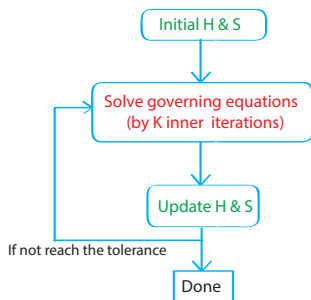 Initial H & S
Solve governing equations
(by K inner iterations)
Update H & S
If not reach the tolerance
Done